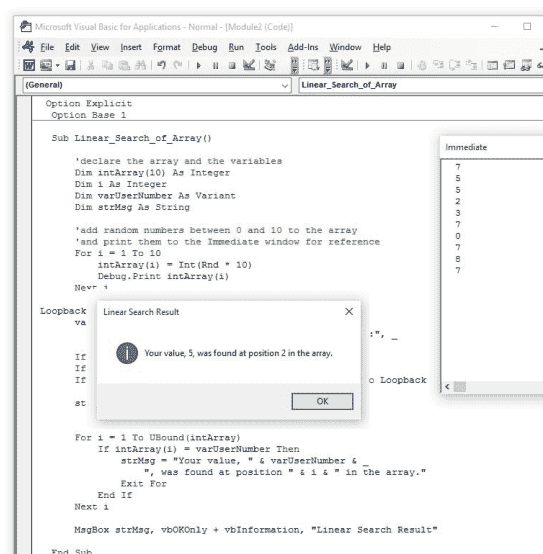 Microsoft Visual Basic for Applications - Normal - [Module2 (Code)]
File Edit View Insert Format Debug Run Tools Add-Ins Window Help
(General) Linear_Search_of_Array
Option Explicit
Option Base 1
Sub Linear_Search_of_Array()
'declare the array and the variables
Dim intArray(10) As Integer
Dim i As Integer
Dim varUserNumber As Variant
Dim strMsg As String
'add random numbers between 0 and 10 to the array
'and print them to the Immediate window for reference
For i = 1 To 10
intArray(i) = Int(Rnd * 10)
Debug.Print intArray(i)
Next i
Loopback
va
:", _
If
If
If
o Loopback
st
For i = 1 To UBound(intArray)
If intArray(i) = varUserNumber Then
strMsg = "Your value, " & varUserNumber & _
", was found at position " & i & " in the array."
Exit For
End If
Next i
MsgBox strMsg, vbOKOnly + vbInformation, "Linear Search Result"
End Sub
Linear Search Result
Your value, 5, was found at position 2 in the array.
OK
Immediate
7
5
5
2
3
7
0
7
8
7